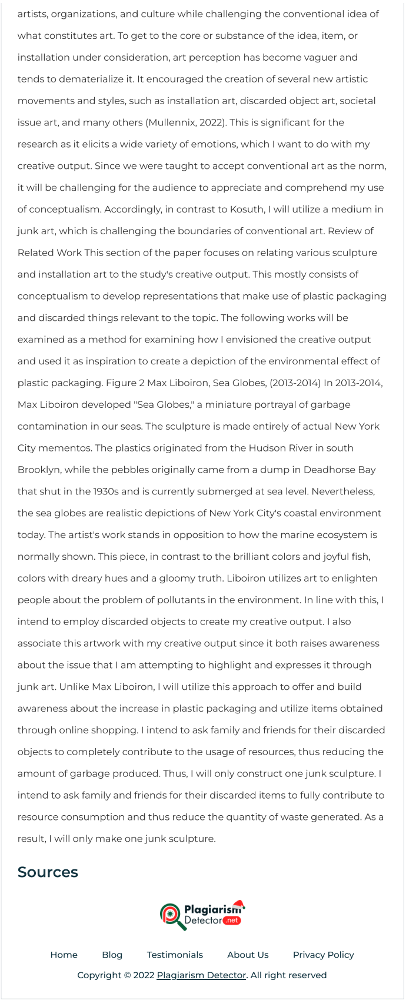 artists, organizations, and culture while challenging the conventional idea of
what constitutes art. To get to the core or substance of the idea, item, or
installation under consideration, art perception has become vaguer and
tends to dematerialize it. It encouraged the creation of several new artistic
movements and styles, such as installation art, discarded object art, societal
issue art, and many others (Mullennix, 2022). This is significant for the
research as it elicits a wide variety of emotions, which I want to do with my
creative output. Since we were taught to accept conventional art as the norm,
it will be challenging for the audience to appreciate and comprehend my use
of conceptualism. Accordingly, in contrast to Kosuth, I will utilize a medium in
junk art, which is challenging the boundaries of conventional art. Review of
Related Work This section of the paper focuses on relating various sculpture
and installation art to the study's creative output. This mostly consists of
conceptualism to develop representations that make use of plastic packaging
and discarded things relevant to the topic. The following works will be
examined as a method for examining how I envisioned the creative output
and used it as inspiration to create a depiction of the environmental effect of
plastic packaging. Figure 2 Max Liboiron, Sea Globes, (2013-2014) In 2013-2014,
Max Liboiron developed "Sea Globes," a miniature portrayal of garbage
contamination in our seas. The sculpture is made entirely of actual New York
City mementos. The plastics originated from the Hudson River in south
Brooklyn, while the pebbles originally came from a dump in Deadhorse Bay
that shut in the 1930s and is currently submerged at sea level. Nevertheless,
the sea globes are realistic depictions of New York City's coastal environment
today. The artist's work stands in opposition to how the marine ecosystem is
normally shown. This piece, in contrast to the brilliant colors and joyful fish,
colors with dreary hues and a gloomy truth. Liboiron utilizes art to enlighten
people about the problem of pollutants in the environment. In line with this, I
intend to employ discarded objects to create my creative output. I also
associate this artwork with my creative output since it both raises awareness
about the issue that I am attempting to highlight and expresses it through
junk art. Unlike Max Liboiron, I will utilize this approach to offer and build
awareness about the increase in plastic packaging and utilize items obtained
through online shopping. I intend to ask family and friends for their discarded
objects to completely contribute to the usage of resources, thus reducing the
amount of garbage produced. Thus, I will only construct one junk sculpture. I
intend to ask family and friends for their discarded items to fully contribute to
resource consumption and thus reduce the quantity of waste generated. As a
result, I will only make one junk sculpture.
Sources
Plagiarism
Detector .net
Home Blog Testimonials About Us Privacy Policy
Copyright © 2022 Plagiarism Detector. All right reserved